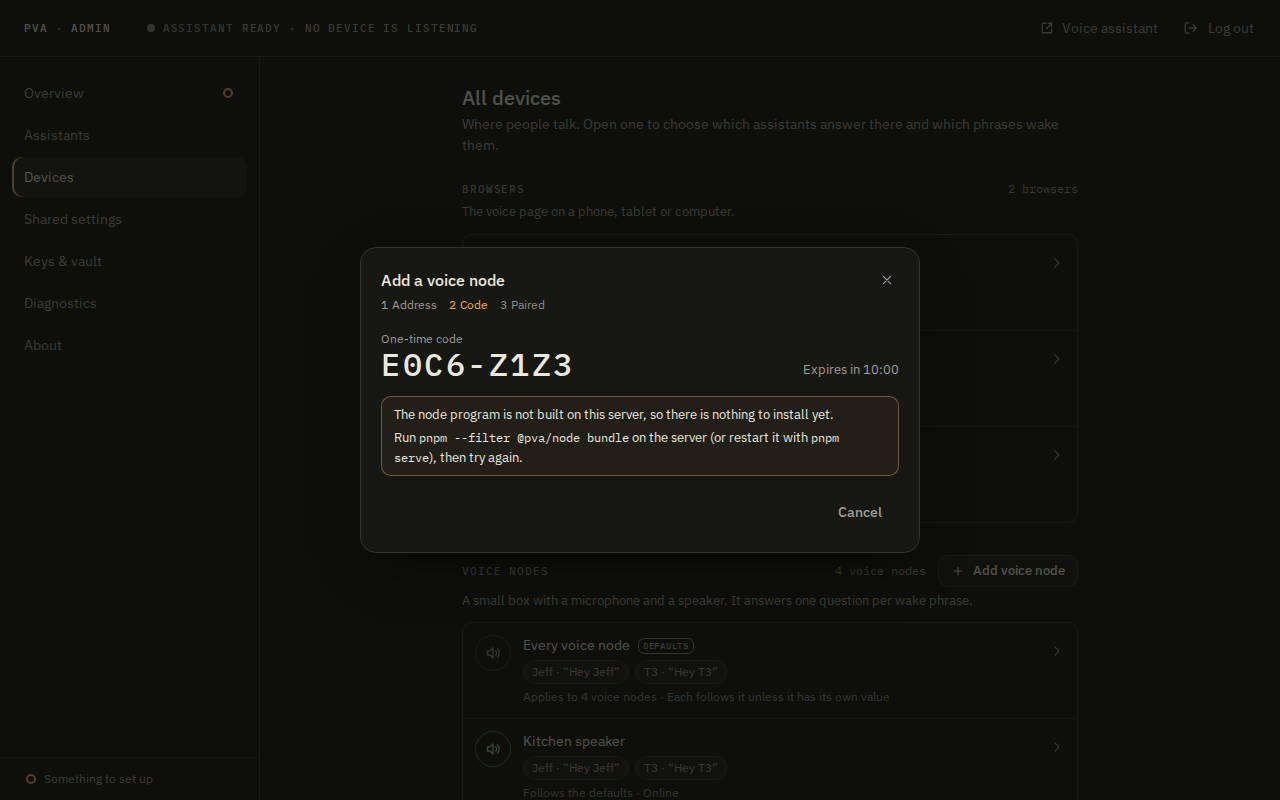 PVA · ADMIN
ASSISTANT READY · NO DEVICE IS LISTENING
Voice assistant
Log out
Overview
Assistants
Devices
Shared settings
Keys & vault
Diagnostics
About
Something to set up
All devices
Where people talk. Open one to choose which assistants answer there and which phrases wake
them.
BROWSERS
2 browsers
The voice page on a phone, tablet or computer.
Add a voice node
1 Address 2 Code 3 Paired
One-time code
E0C6-Z1Z3
Expires in 10:00
The node program is not built on this server, so there is nothing to install yet.
Run pnpm --filter @pva/node bundle on the server (or restart it with pnpm
serve), then try again.
Cancel
VOICE NODES
4 voice nodes
Add voice node
A small box with a microphone and a speaker. It answers one question per wake phrase.
Every voice node DEFAULTS
Jeff · “Hey Jeff” T3 · “Hey T3”
Applies to 4 voice nodes · Each follows it unless it has its own value
Kitchen speaker
Jeff · “Hey Jeff” T3 · “Hey T3”
Follows the defaults · Online